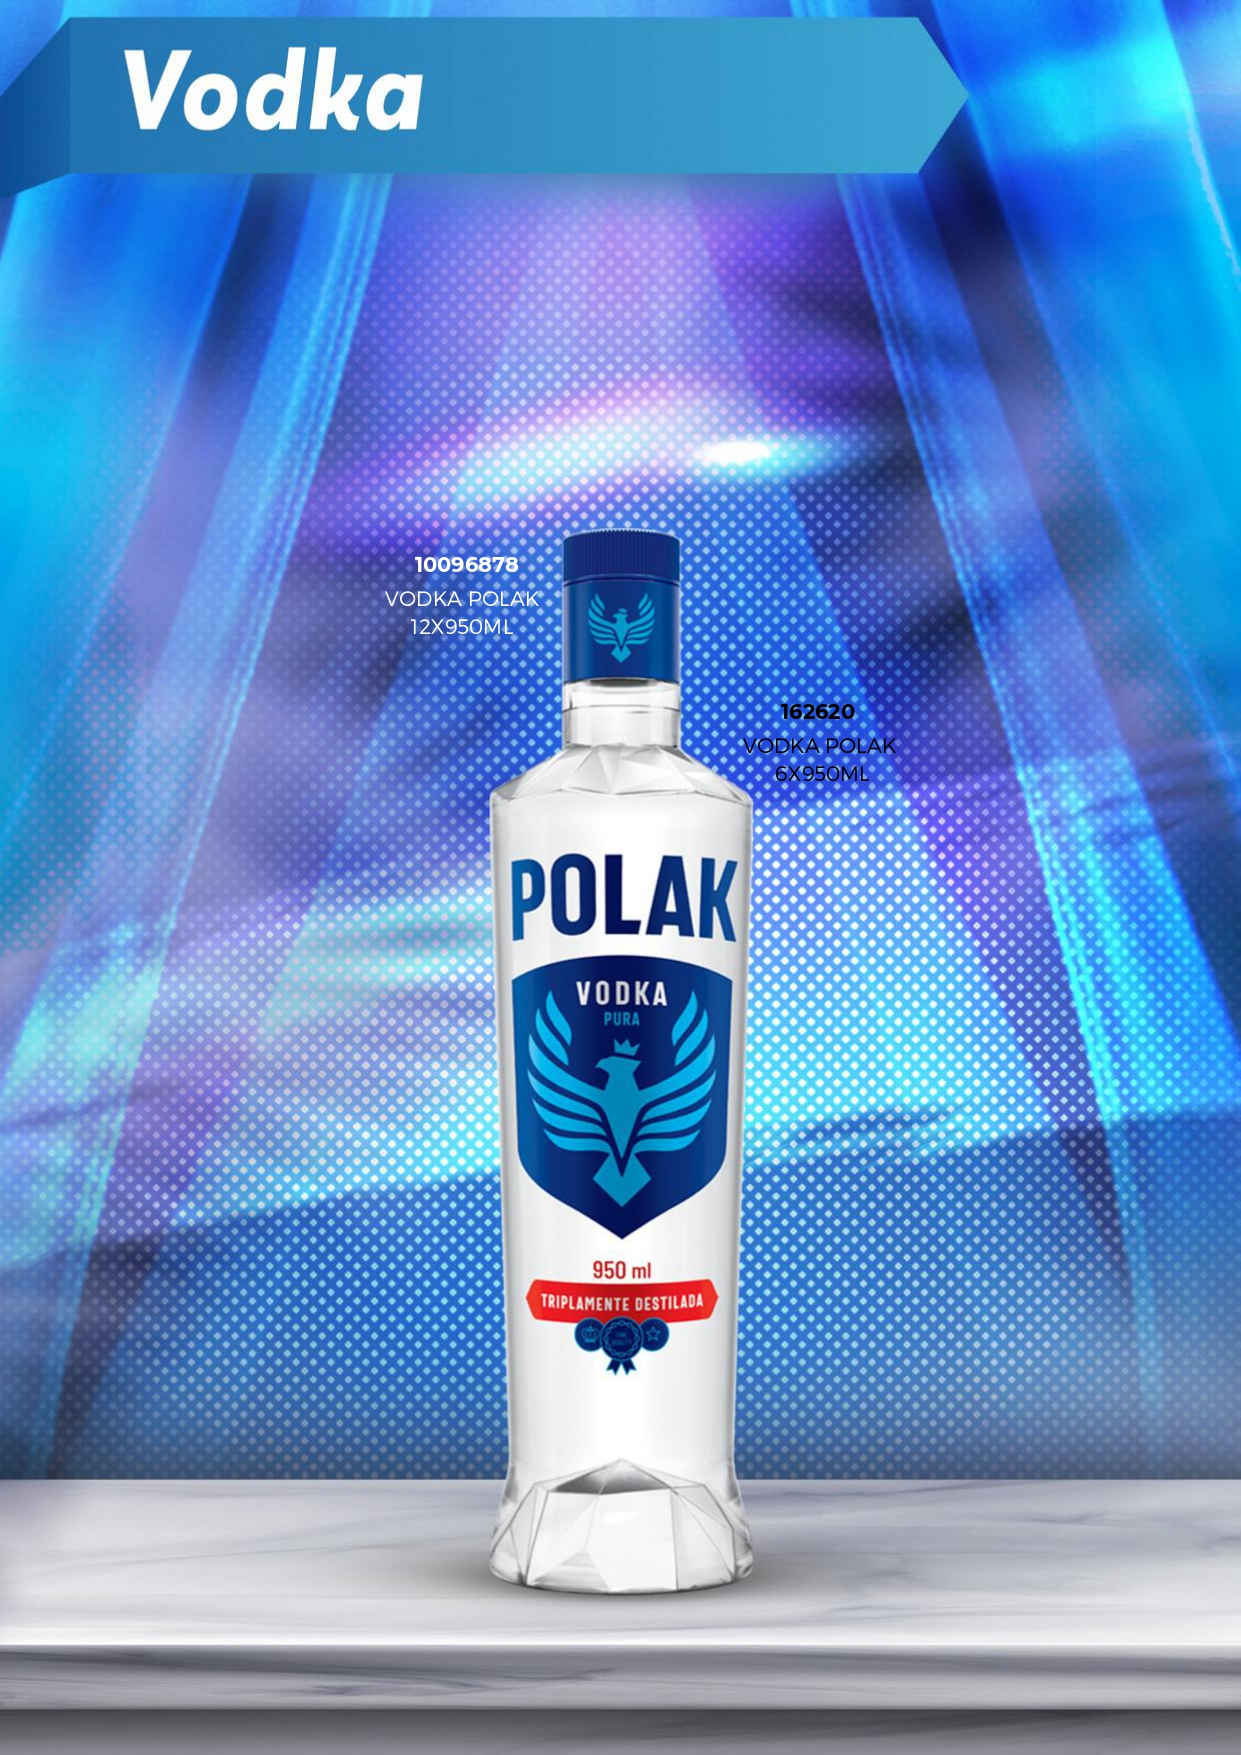 Vodka
10096878
VODKA POLAK
12X950ML
162620
VODKA POLAK
6X950ML
POLAK
VODKA
PURA
950 ml
TRIPLAMENTE DESTILADA